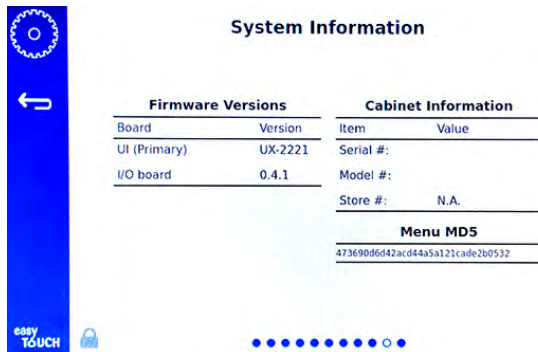 System Information
Firmware Versions
Board Version
UI (Primary) UX-2221
I/O board 0.4.1
Cabinet Information
Item Value
Serial #:
Model #:
Store #: N.A.
Menu MD5
473690d6d42acd44a5a121cade2b0532
easy
TOUCH